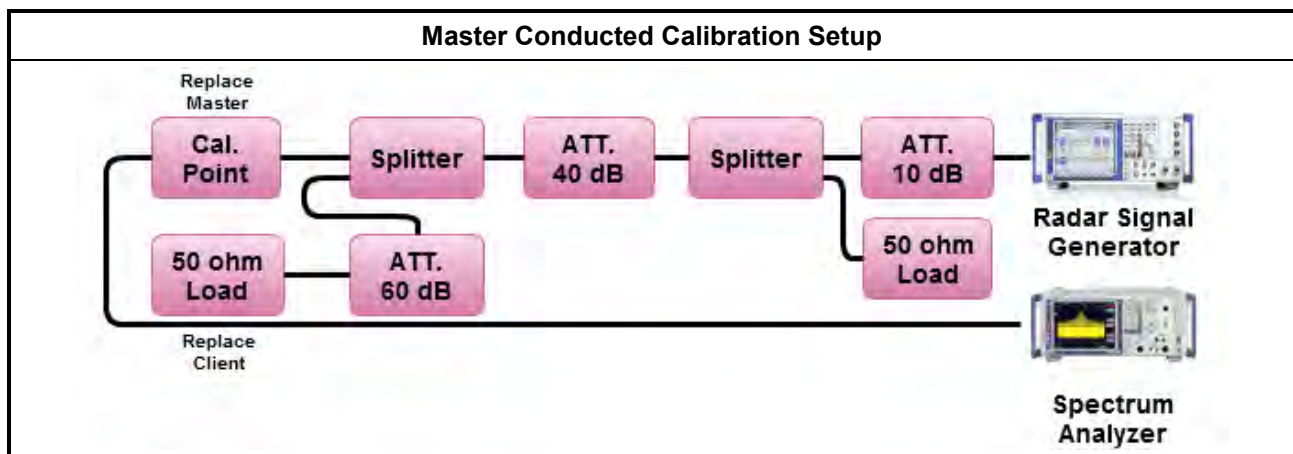 Master Conducted Calibration Setup
Replace
Master
Cal.
Point
Splitter
ATT.
40 dB
Splitter
ATT.
10 dB
Radar Signal
Generator
50 ohm
Load
ATT.
60 dB
50 ohm
Load
Replace
Client
Spectrum
Analyzer